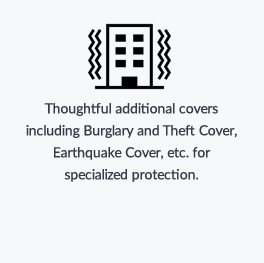 Thoughtful additional covers
including Burglary and Theft Cover,
Earthquake Cover, etc. for
specialized protection.